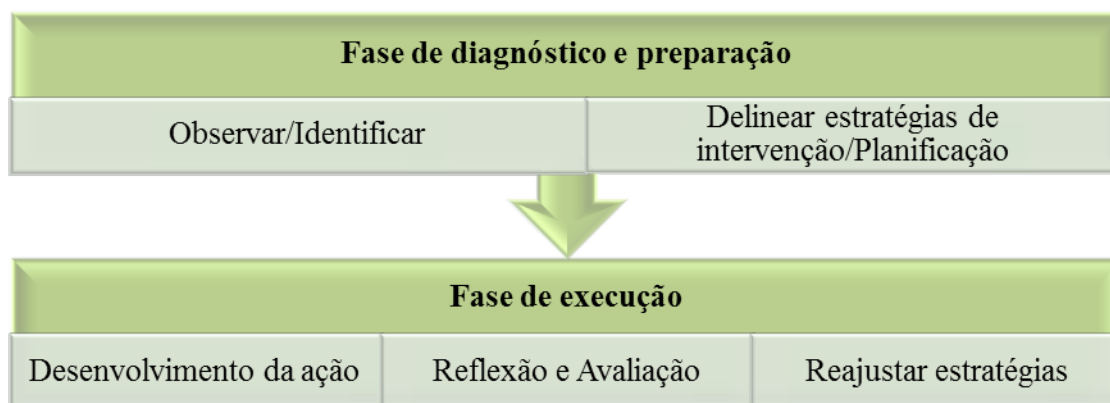 Fase de diagnóstico e preparação
Observar/Identificar
Delinear estratégias de
intervenção/Planificação
Fase de execução
Desenvolvimento da ação
Reflexão e Avaliação
Reajustar estratégias